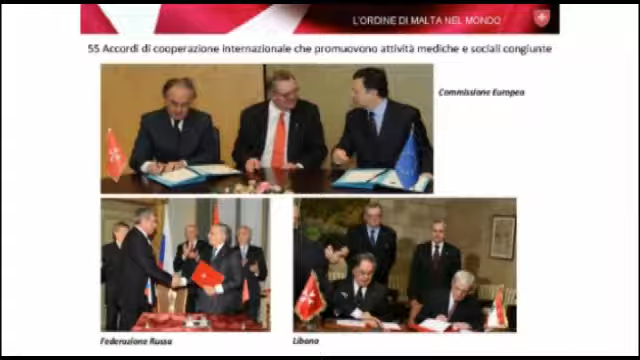 L'ORDINE DI MALTA NEL MONDO
55 Accordi di cooperazione internazionale che promuovono attività mediche e sociali congiunte
Commissione Europea
Federazione Russa
Libano